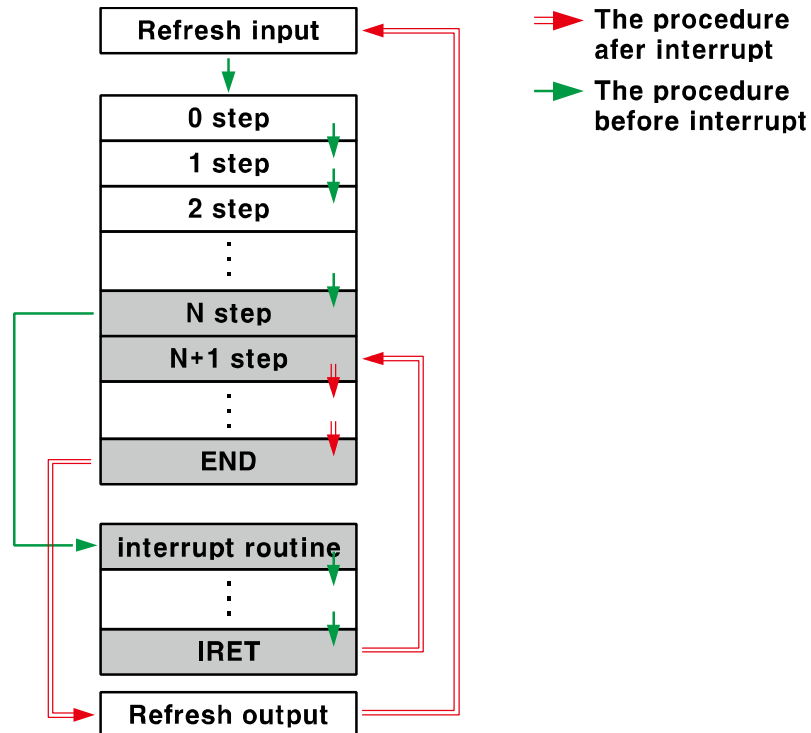 Refresh input
0 step
1 step
2 step
N step
N+1 step
END
interrupt routine
IRET
Refresh output
The procedure
afer interrupt
The procedure
before interrupt